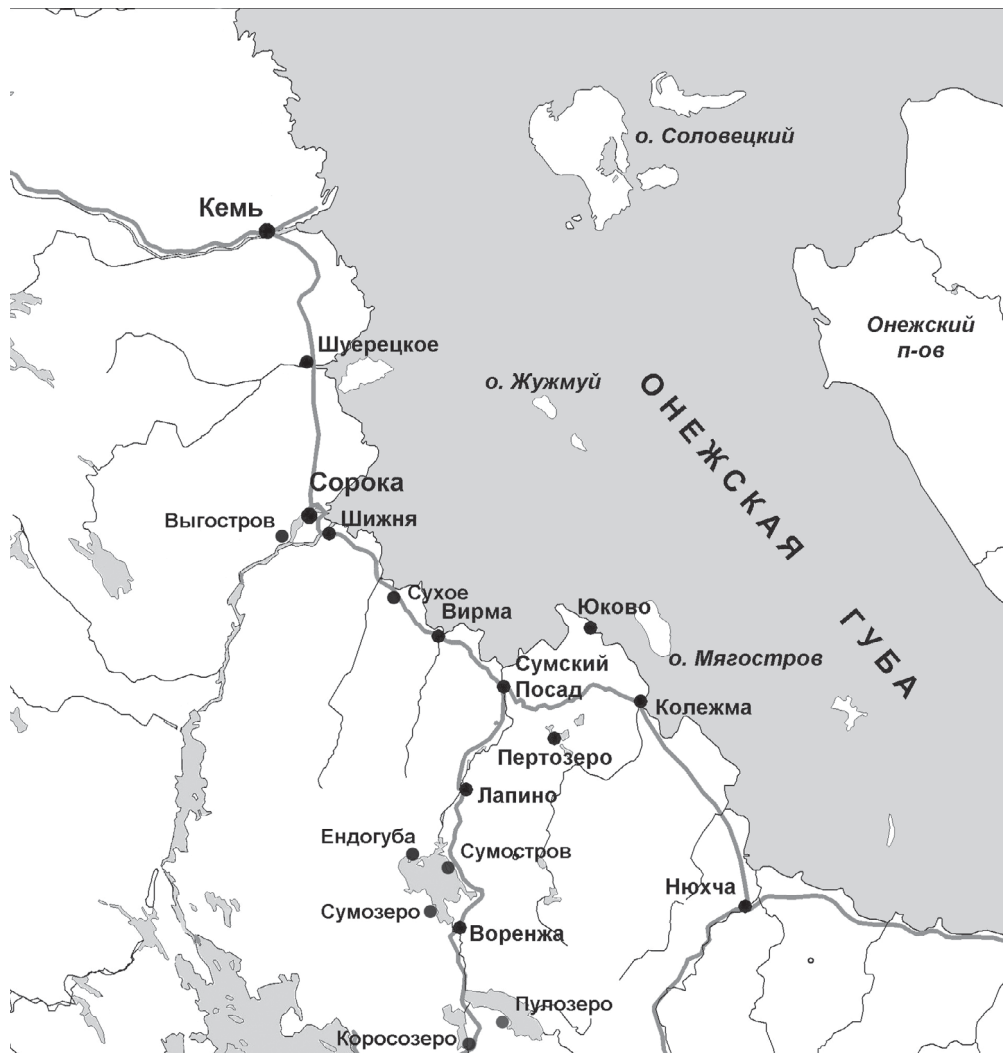 о. Соловецкий
Кемь
Онежский
п-ов
Шуерецкое
о. Жужмуй
ОНЕЖСКАЯ
ГУБА
Сорока
Выгостров
Шижня
Сухое
Вирма
Юково
о. Мягостров
Сумский
Посад
Колежма
Пертозеро
Лапино
Ендогуба
Сумостров
Нюхча
Сумозеро
Воренжа
Пулозеро
Коросозеро